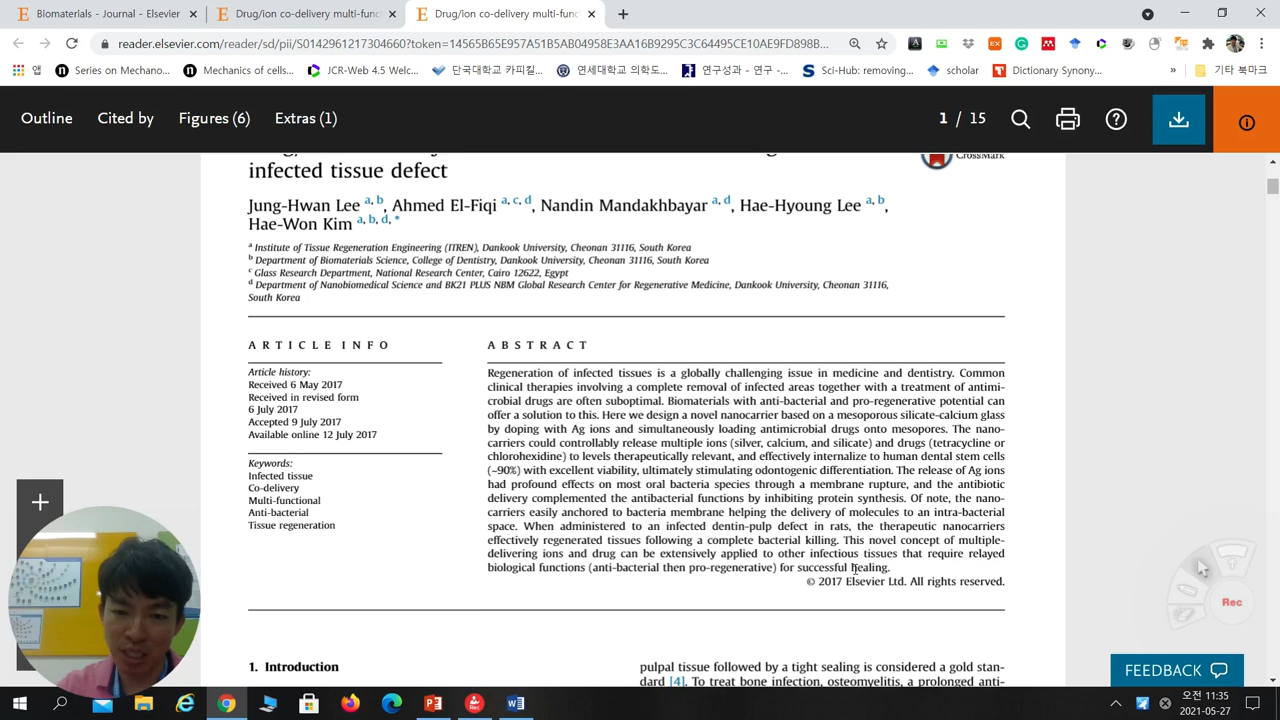 Biomaterials - Journal - Elsevier
Drug/ion co-delivery multi-func
Drug/ion co-delivery multi-func
reader.elsevier.com/reader/sd/pii/
앱
Series on Mechano...
Mechanics of cells...
JCR-Web 4.5 Welc...
단국대학교 카피킬...
연세대학교 의학도...
연구성과 - 연구 -...
Sci-Hub: removing...
scholar
Dictionary Synony...
»
기타 북마크
Outline
Cited by
Figures (6)
Extras (1)
1 / 15
CrossMark
infected tissue defect
Jung-Hwan Lee a, b, Ahmed El-Fiqi a, c, d, Nandin Mandakhbayar a, d, Hae-Hyoung Lee a, b,
Hae-Won Kim a, b, d, *
a Institute of Tissue Regeneration Engineering (ITREN), Dankook University, Cheonan 31116, South Korea
b Department of Biomaterials Science, College of Dentistry, Dankook University, Cheonan 31116, South Korea
c Glass Research Department, National Research Center, Cairo 12622, Egypt
d Department of Nanobiomedical Science and BK21 PLUS NBM Global Research Center for Regenerative Medicine, Dankook University, Cheonan 31116,
South Korea
ARTICLE INFO
Article history:
Received 6 May 2017
Received in revised form
6 July 2017
Accepted 9 July 2017
Available online 12 July 2017
Keywords:
Infected tissue
Co-delivery
Multi-functional
Anti-bacterial
Tissue regeneration
ABSTRACT
Regeneration of infected tissues is a globally challenging issue in medicine and dentistry. Common
clinical therapies involving a complete removal of infected areas together with a treatment of antimi-
crobial drugs are often suboptimal. Biomaterials with anti-bacterial and pro-regenerative potential can
offer a solution to this. Here we design a novel nanocarrier based on a mesoporous silicate-calcium glass
by doping with Ag ions and simultaneously loading antimicrobial drugs onto mesopores. The nano-
carriers could controllably release multiple ions (silver, calcium, and silicate) and drugs (tetracycline or
chlorohexidine) to levels therapeutically relevant, and effectively internalize to human dental stem cells
(~90%) with excellent viability, ultimately stimulating odontogenic differentiation. The release of Ag ions
had profound effects on most oral bacteria species through a membrane rupture, and the antibiotic
delivery complemented the antibacterial functions by inhibiting protein synthesis. Of note, the nano-
carriers easily anchored to bacteria membrane helping the delivery of molecules to an intra-bacterial
space. When administered to an infected dentin-pulp defect in rats, the therapeutic nanocarriers
effectively regenerated tissues following a complete bacterial killing. This novel concept of multiple-
delivering ions and drug can be extensively applied to other infectious tissues that require relayed
biological functions (anti-bacterial then pro-regenerative) for successful healing.
© 2017 Elsevier Ltd. All rights reserved.
1. Introduction
pulpal tissue followed by a tight sealing is considered a gold stan-
dard [4]. To treat bone infection, osteomyelitis, a prolonged anti-
Rec
FEEDBACK
오전 11:35
2021-05-27